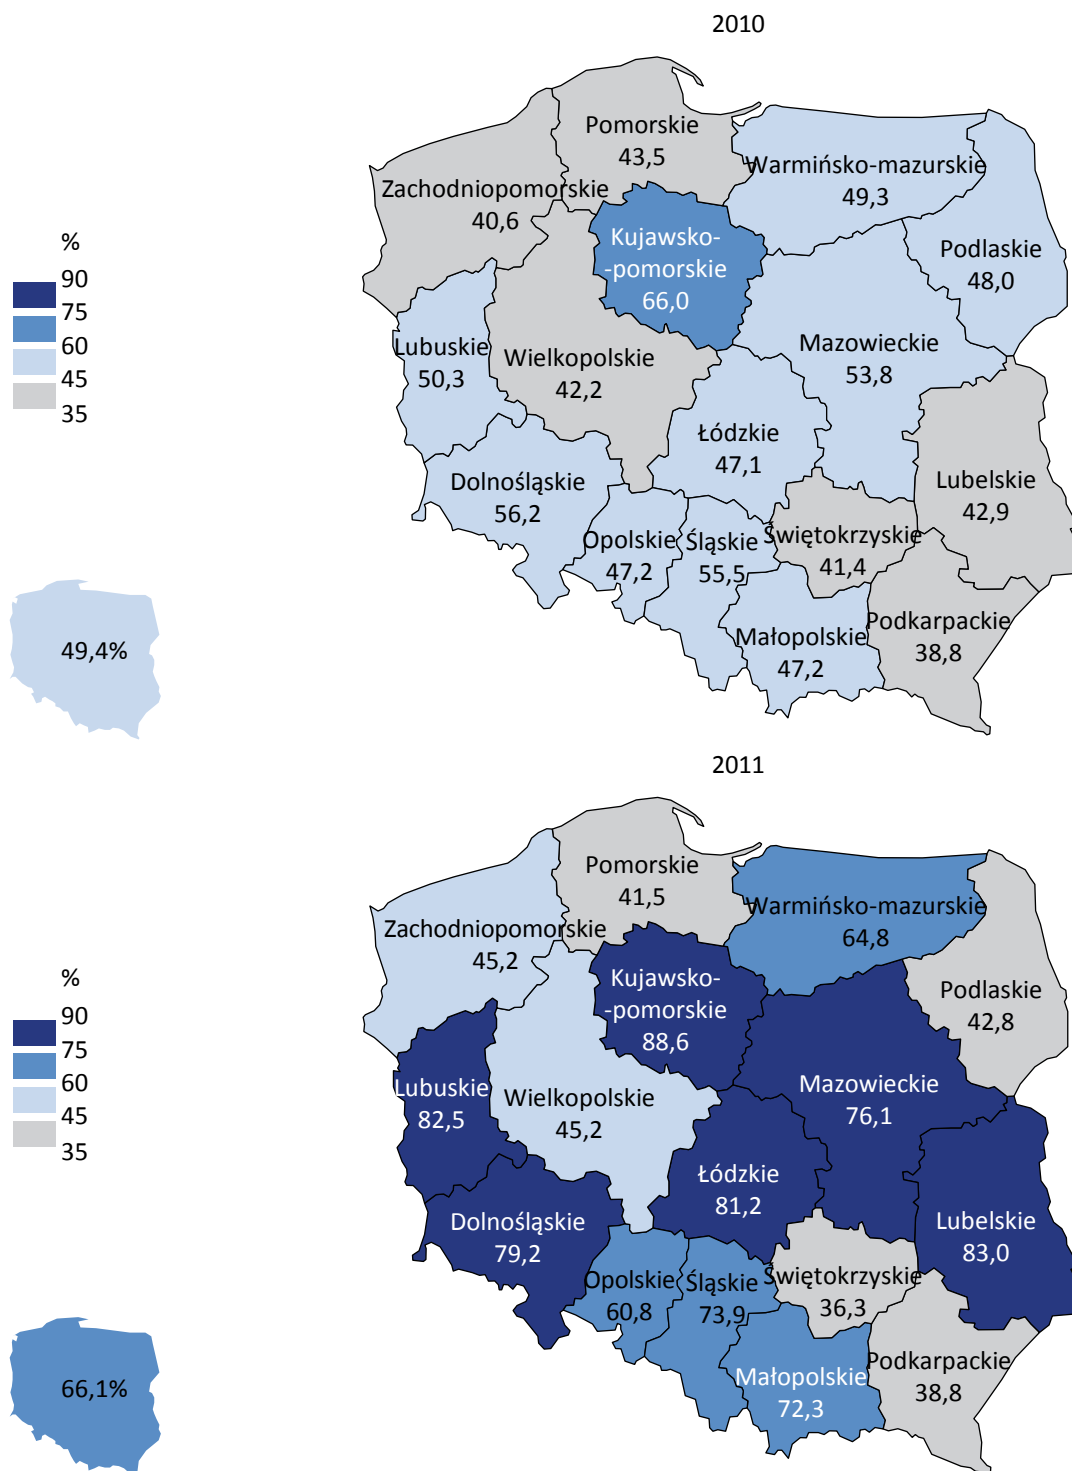 2010
Pomorskie
43,5
Warmińsko-mazurskie
49,3
Zachodniopomorskie
40,6
Kujawsko-
-pomorskie
66,0
Podlaskie
48,0
%
90
75
60
45
35
Lubuskie
50,3
Wielkopolskie
42,2
Mazowieckie
53,8
Łódzkie
47,1
Dolnośląskie
56,2
Lubelskie
42,9
Opolskie
47,2
Śląskie
55,5
Świętokrzyskie
41,4
Podkarpackie
38,8
Małopolskie
47,2
49,4%
2011
Pomorskie
41,5
Warmińsko-mazurskie
64,8
Zachodniopomorskie
45,2
Kujawsko-
-pomorskie
88,6
Podlaskie
42,8
%
90
75
60
45
35
Lubuskie
82,5
Wielkopolskie
45,2
Mazowieckie
76,1
Łódzkie
81,2
Dolnośląskie
79,2
Lubelskie
83,0
Opolskie
60,8
Śląskie
73,9
Świętokrzyskie
36,3
Podkarpackie
38,8
Małopolskie
72,3
66,1%